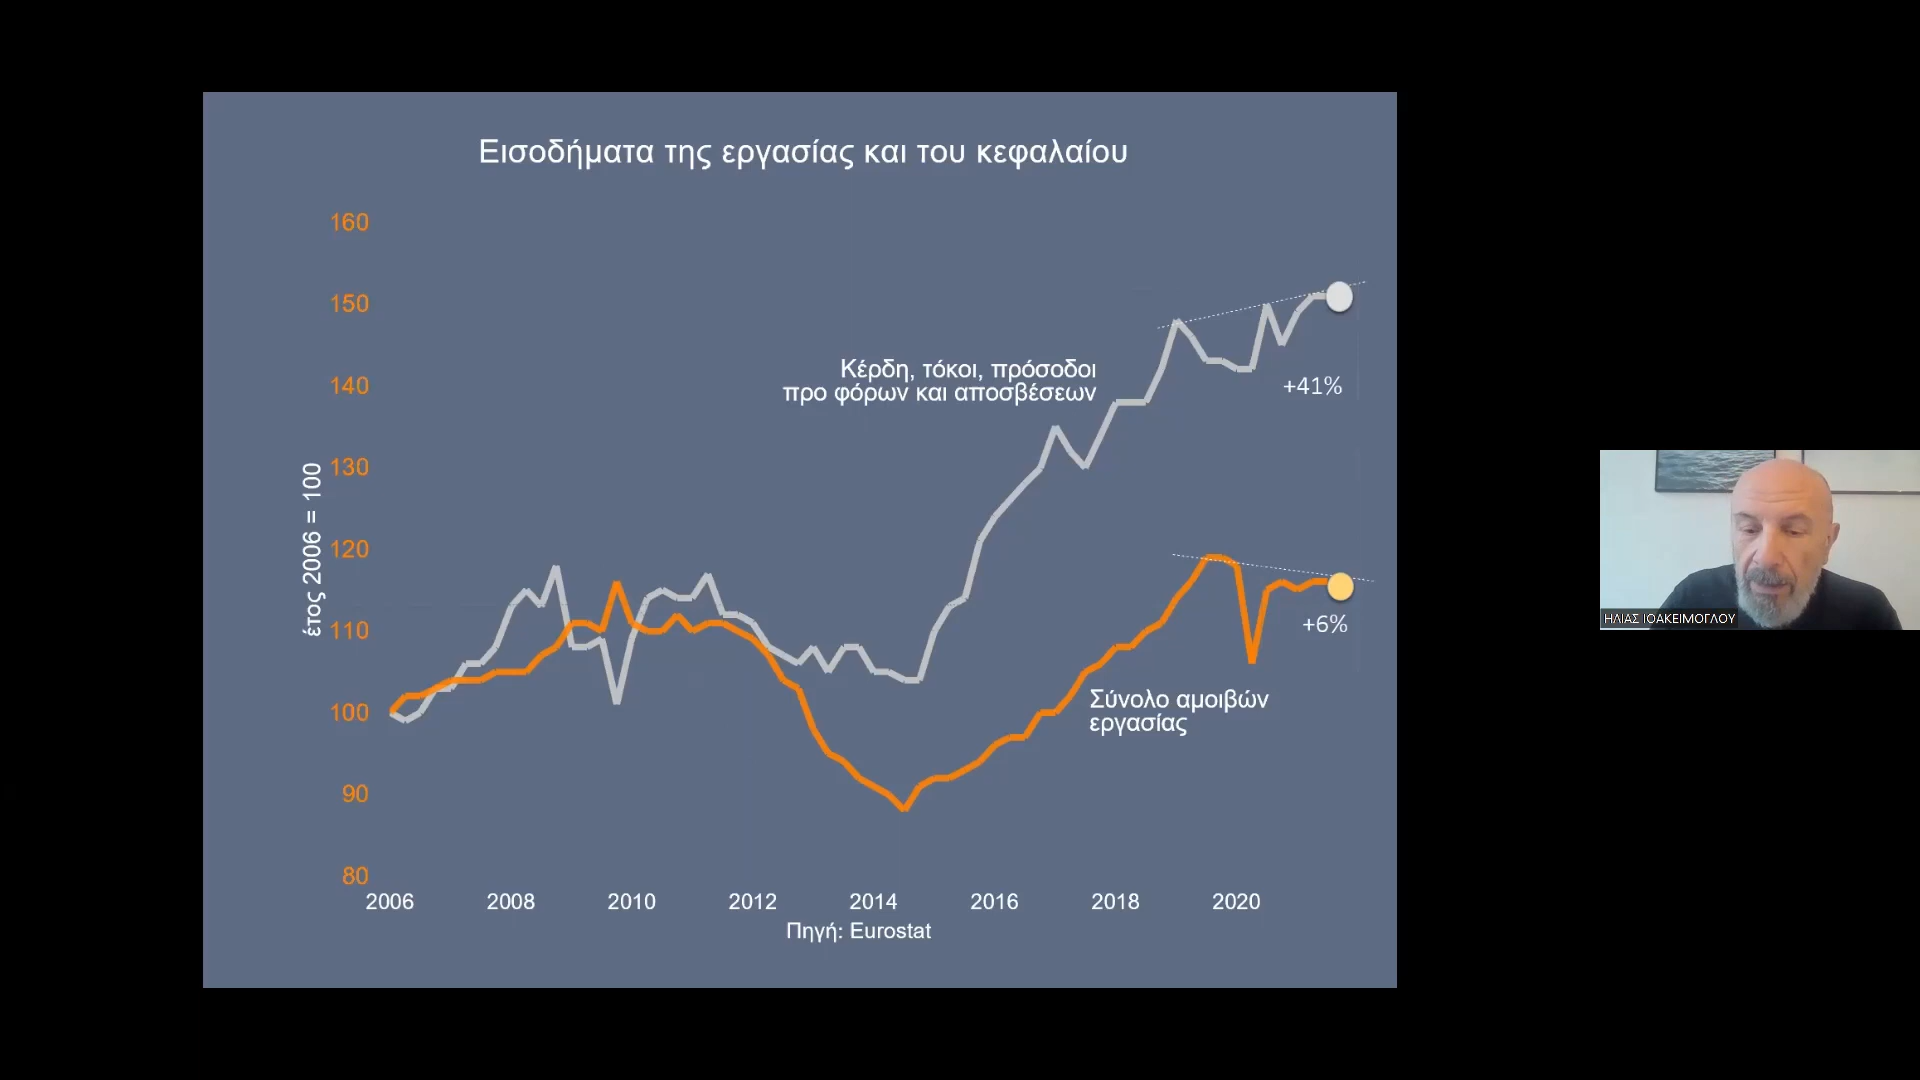 Εισοδήματα της εργασίας και του κεφαλαίου
160
150
140
130
120
110
100
90
80
έτος 2006 = 100
Κέρδη, τόκοι, πρόσοδοι
προ φόρων και αποσβέσεων
+41%
+6%
Σύνολο αμοιβών
εργασίας
2006 2008 2010 2012 2014 2016 2018 2020
Πηγή: Eurostat
ΗΛΙΑΣ ΙΟΑΚΕΙΜΟΓΛΟΥ